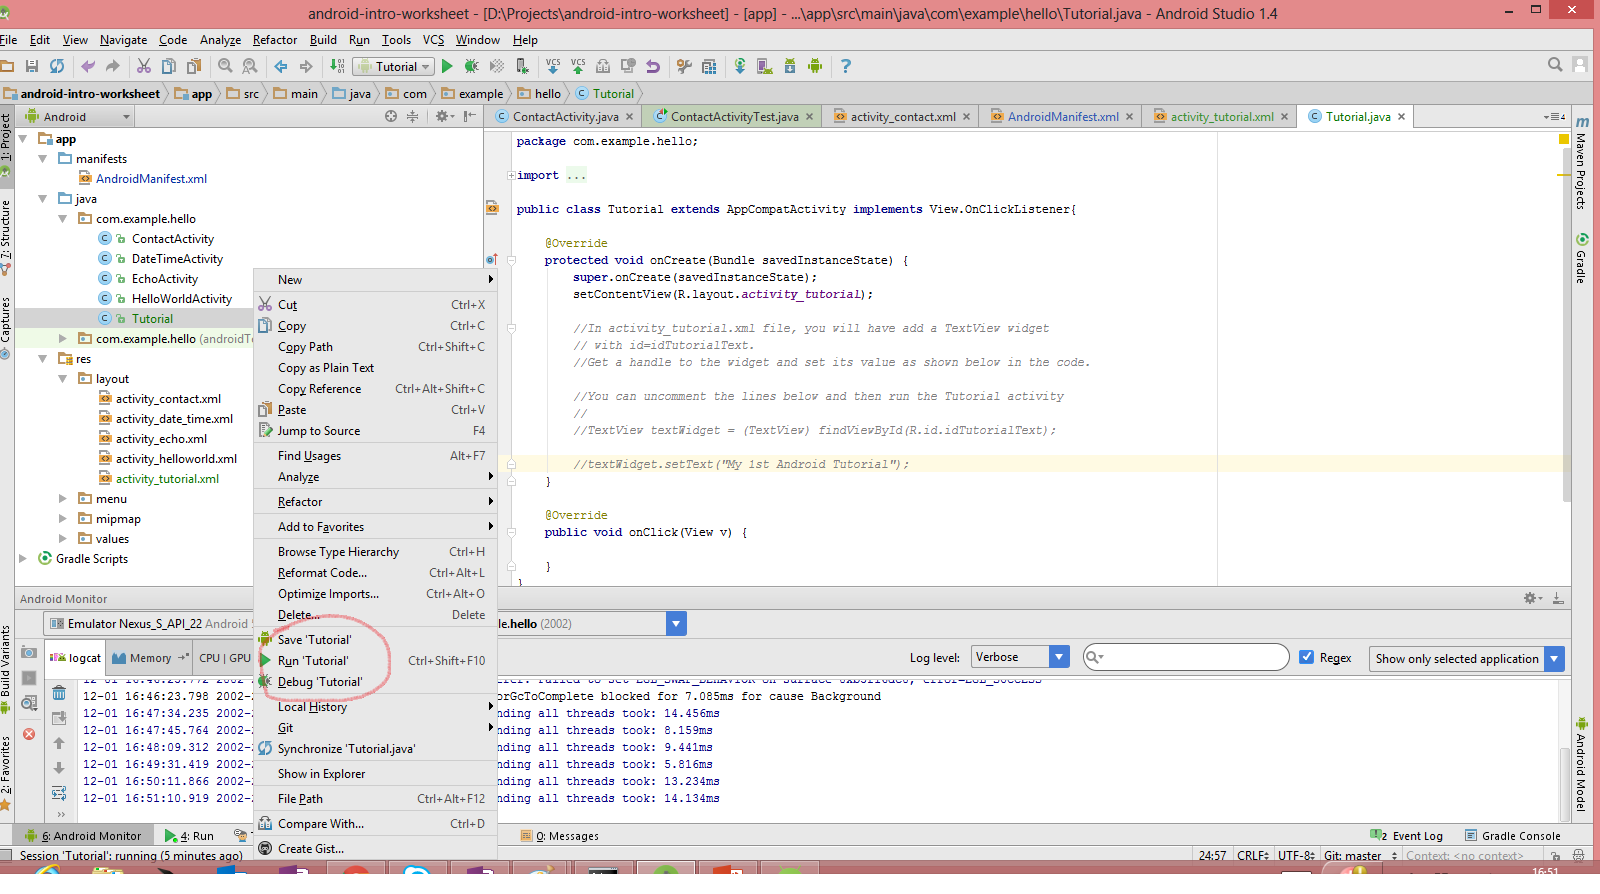 android-intro-worksheet - [D:\Projects\android-intro-worksheet] - [app] - ...\app\src\main\java\com\example\hello\Tutorial.java - Android Studio 1.4
File Edit View Navigate Code Analyze Refactor Build Run Tools VCS Window Help
Tutorial
VCS VCS
android-intro-worksheet app src main java com example hello Tutorial
Android
ContactActivity.java ContactActivityTest.java activity_contact.xml AndroidManifest.xml activity_tutorial.xml Tutorial.java
1: Project
7: Structure
Captures
Build Variants
2: Favorites
app
manifests
AndroidManifest.xml
java
com.example.hello
ContactActivity
DateTimeActivity
EchoActivity
HelloWorldActivity
Tutorial
com.example.hello (androidT
res
layout
activity_contact.xml
activity_date_time.xml
activity_echo.xml
activity_helloworld.xml
activity_tutorial.xml
menu
mipmap
values
Gradle Scripts
New
Cut Ctrl+X
Copy Ctrl+C
Copy Path Ctrl+Shift+C
Copy as Plain Text
Copy Reference Ctrl+Alt+Shift+C
Paste Ctrl+V
Jump to Source F4
Find Usages Alt+F7
Analyze
Refactor
Add to Favorites
Browse Type Hierarchy Ctrl+H
Reformat Code... Ctrl+Alt+L
Optimize Imports... Ctrl+Alt+O
Delete... Delete
Save 'Tutorial'
Run 'Tutorial' Ctrl+Shift+F10
Debug 'Tutorial'
Local History
Git
Synchronize 'Tutorial.java'
Show in Explorer
File Path Ctrl+Alt+F12
Compare With... Ctrl+D
Create Gist...
package com.example.hello;
import ...
public class Tutorial extends AppCompatActivity implements View.OnClickListener{
@Override
protected void onCreate(Bundle savedInstanceState) {
super.onCreate(savedInstanceState);
setContentView(R.layout.activity_tutorial);
//In activity_tutorial.xml file, you will have add a TextView widget
// with id=idTutorialText.
//Get a handle to the widget and set its value as shown below in the code.
//You can uncomment the lines below and then run the Tutorial activity
//
//TextView textWidget = (TextView) findViewById(R.id.idTutorialText);
//textWidget.setText("My 1st Android Tutorial");
}
@Override
public void onClick(View v) {
}
}
Maven Projects
Gradle
Android Model
Android Monitor
Emulator Nexus_S_API_22 Android
le.hello (2002)
logcat Memory CPU | GPU
Log level: Verbose Regex Show only selected application
12-01 16:46:23.798 2002-2 orGcToComplete blocked for 7.085ms for cause Background
12-01 16:47:34.235 2002-2 nding all threads took: 14.456ms
12-01 16:47:45.764 2002-2 nding all threads took: 8.159ms
12-01 16:48:09.312 2002-2 nding all threads took: 9.441ms
12-01 16:49:31.419 2002-2 nding all threads took: 5.816ms
12-01 16:50:11.866 2002-2 nding all threads took: 13.234ms
12-01 16:51:10.919 2002-2 nding all threads took: 14.134ms
6: Android Monitor 4: Run 0: Messages 2 Event Log Gradle Console
Session 'Tutorial': running (5 minutes ago) 24:57 CRLF UTF-8 Git: master Context: <no context>
16:51